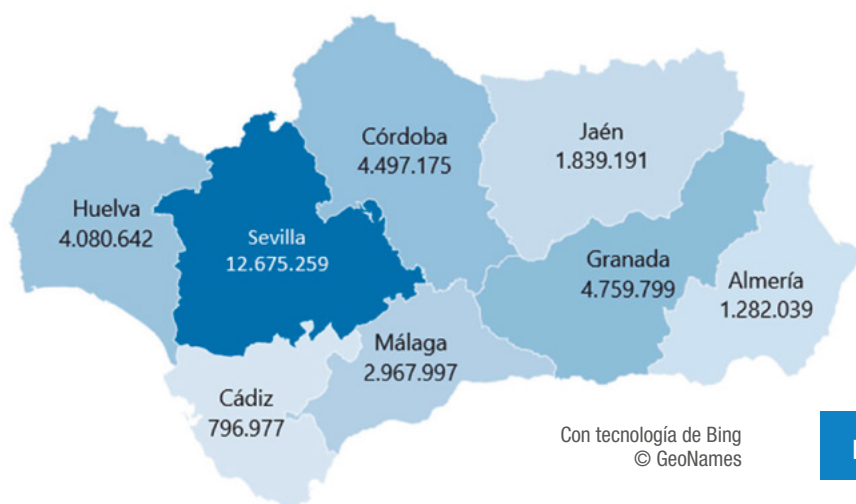 Córdoba
4.497.175
Jaén
1.839.191
Huelva
4.080.642
Sevilla
12.675.259
Granada
4.759.799
Almería
1.282.039
Málaga
2.967.997
Cádiz
796.977
Con tecnología de Bing
© GeoNames